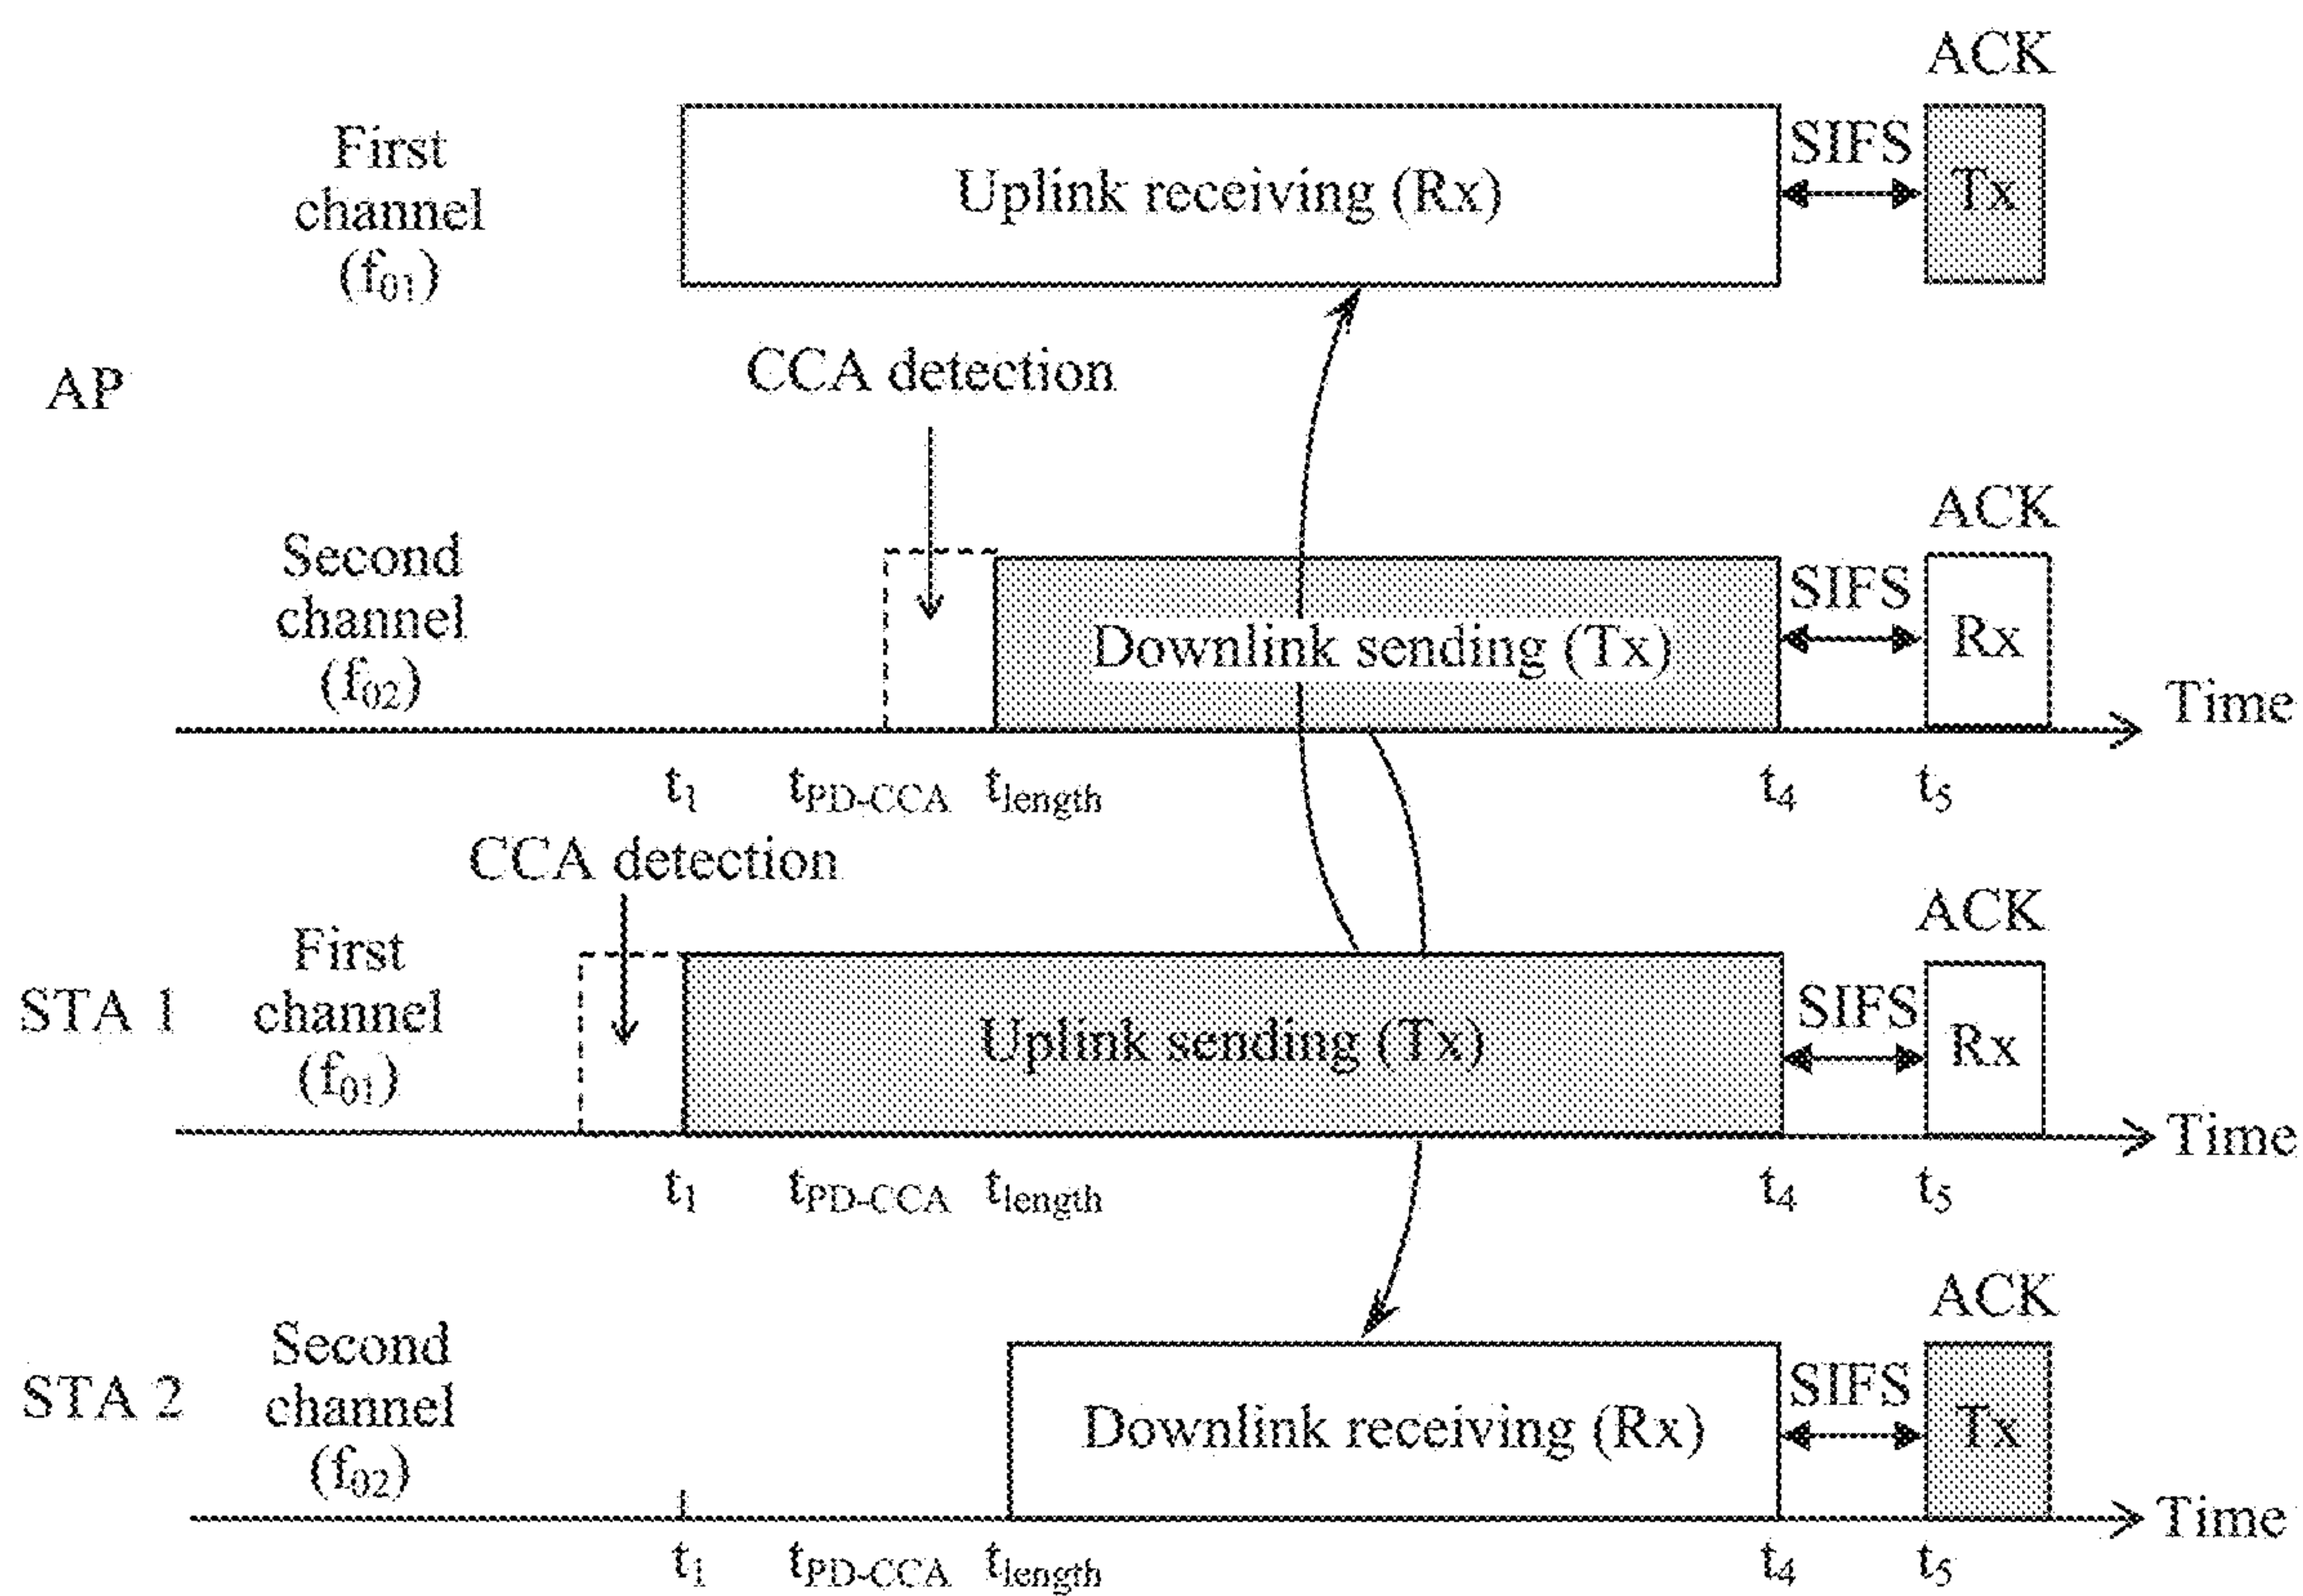 ACK
First
channel
(f01)
Uplink receiving (Rx)
SIFS
Tx
CCA detection
AP
ACK
Second
channel
(f02)
Downlink sending (Tx)
SIFS
Rx
Time
t1 tPD-CCA tlength t4 t5
CCA detection
ACK
STA 1
First
channel
(f01)
Uplink sending (Tx)
SIFS
Rx
Time
t1 tPD-CCA tlength t4 t5
ACK
STA 2
Second
channel
(f02)
Downlink receiving (Rx)
SIFS
Tx
Time
t1 tPD-CCA tlength t4 t5